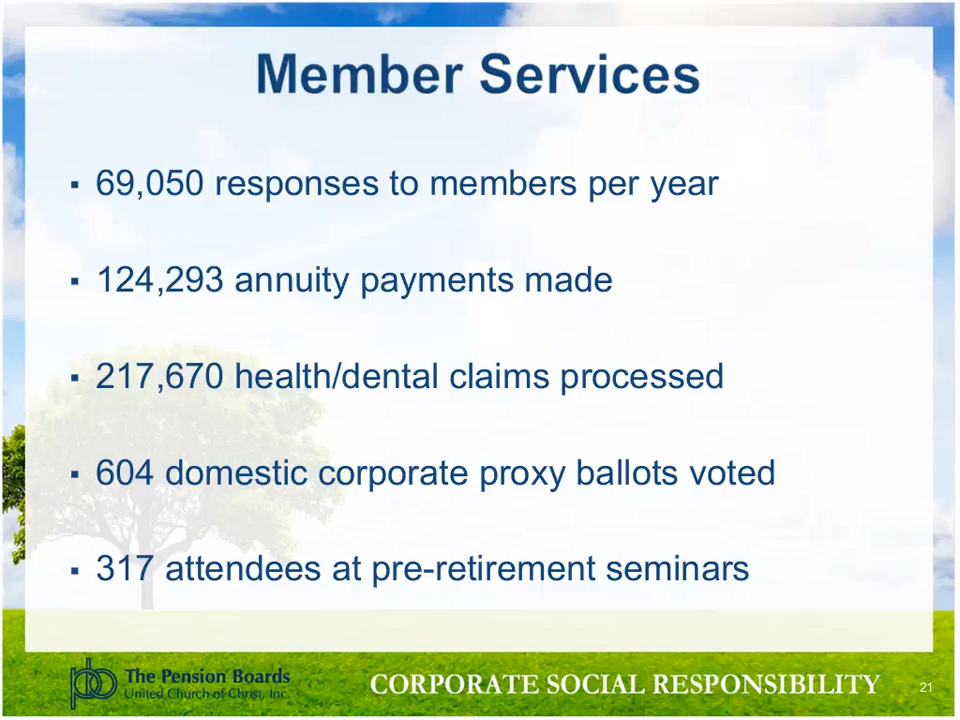 Member Services
▪ 69,050 responses to members per year
▪ 124,293 annuity payments made
▪ 217,670 health/dental claims processed
▪ 604 domestic corporate proxy ballots voted
▪ 317 attendees at pre-retirement seminars
pb
The Pension Boards
United Church of Christ, Inc.
CORPORATE SOCIAL RESPONSIBILITY
21